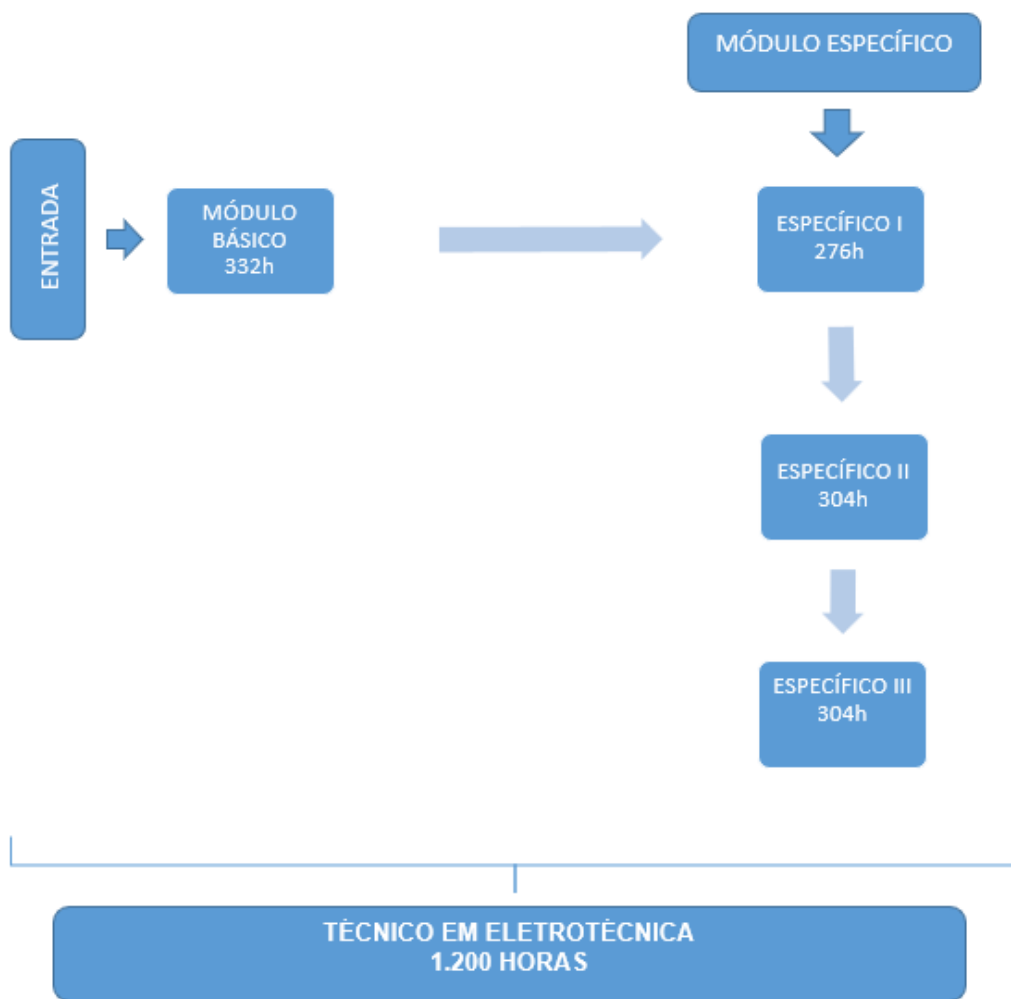 MÓDULO ESPECÍFICO
ENTRADA
MÓDULO
BÁSICO
332h
ESPECÍFICO I
276h
ESPECÍFICO II
304h
ESPECÍFICO III
304h
TÉCNICO EM ELETROTÉCNICA
1.200 HORAS